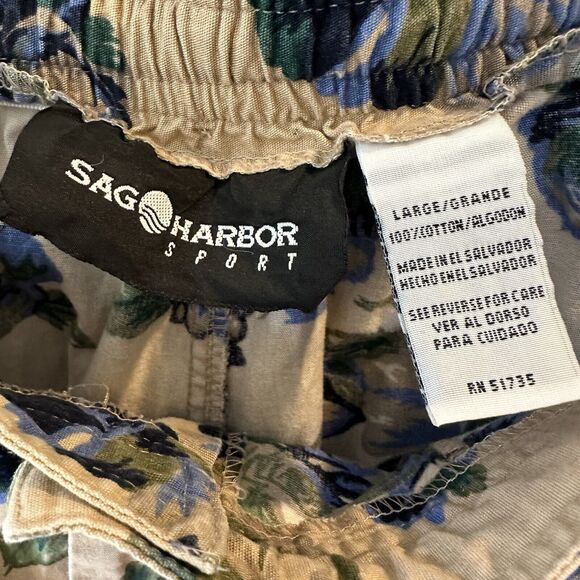 SAG HARBOR
SPORT
LARGE/GRANDE
100%COTTON/ALGODON
MADE IN EL SALVADOR
HECHO EN EL SALVADOR
SEE REVERSE FOR CARE
VER AL DORSO
PARA CUIDADO
RN 51735